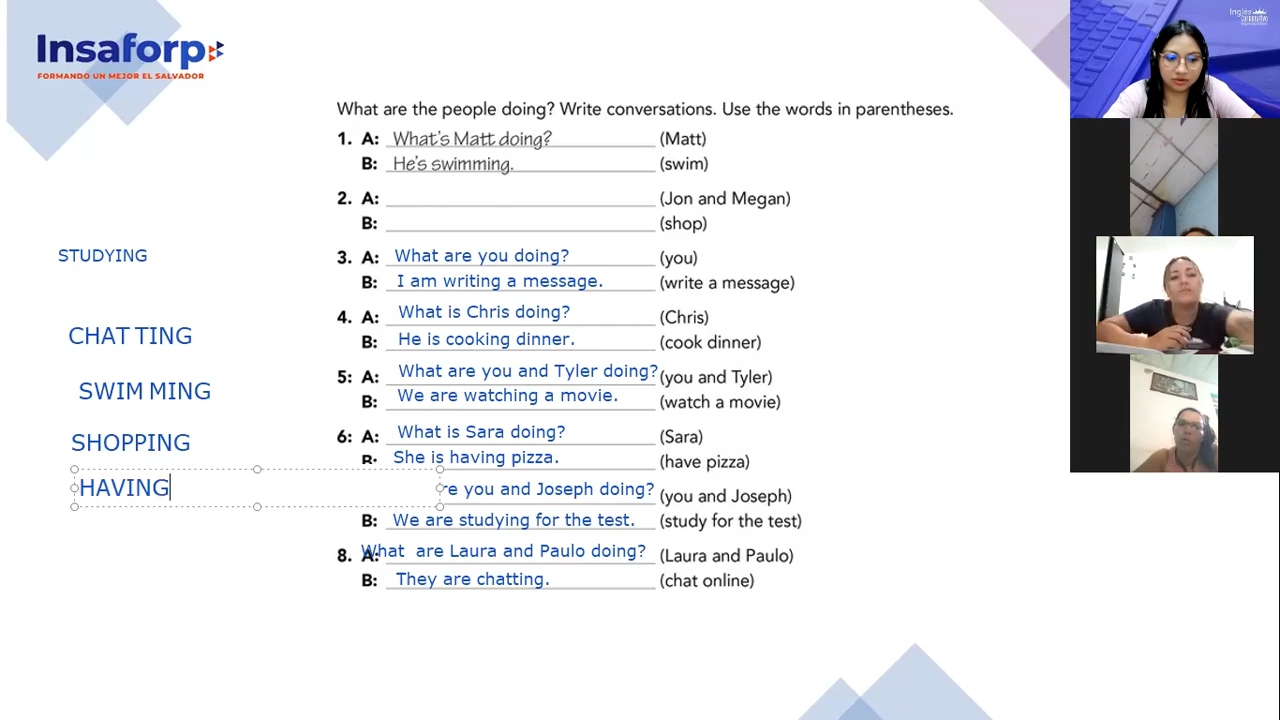 Insaforp
FORMANDO UN MEJOR EL SALVADOR
Inglés
What are the people doing? Write conversations. Use the words in parentheses.
1. A: What's Matt doing? (Matt)
B: He's swimming. (swim)
2. A: (Jon and Megan)
B: (shop)
3. A: What are you doing? (you)
B: I am writing a message. (write a message)
4. A: What is Chris doing? (Chris)
B: He is cooking dinner. (cook dinner)
5: A: What are you and Tyler doing? (you and Tyler)
B: We are watching a movie. (watch a movie)
6: A: What is Sara doing? (Sara)
B: She is having pizza. (have pizza)
re you and Joseph doing? (you and Joseph)
B: We are studying for the test. (study for the test)
8. A: What are Laura and Paulo doing? (Laura and Paulo)
B: They are chatting. (chat online)
STUDYING
CHAT TING
SWIM MING
SHOPPING
HAVING